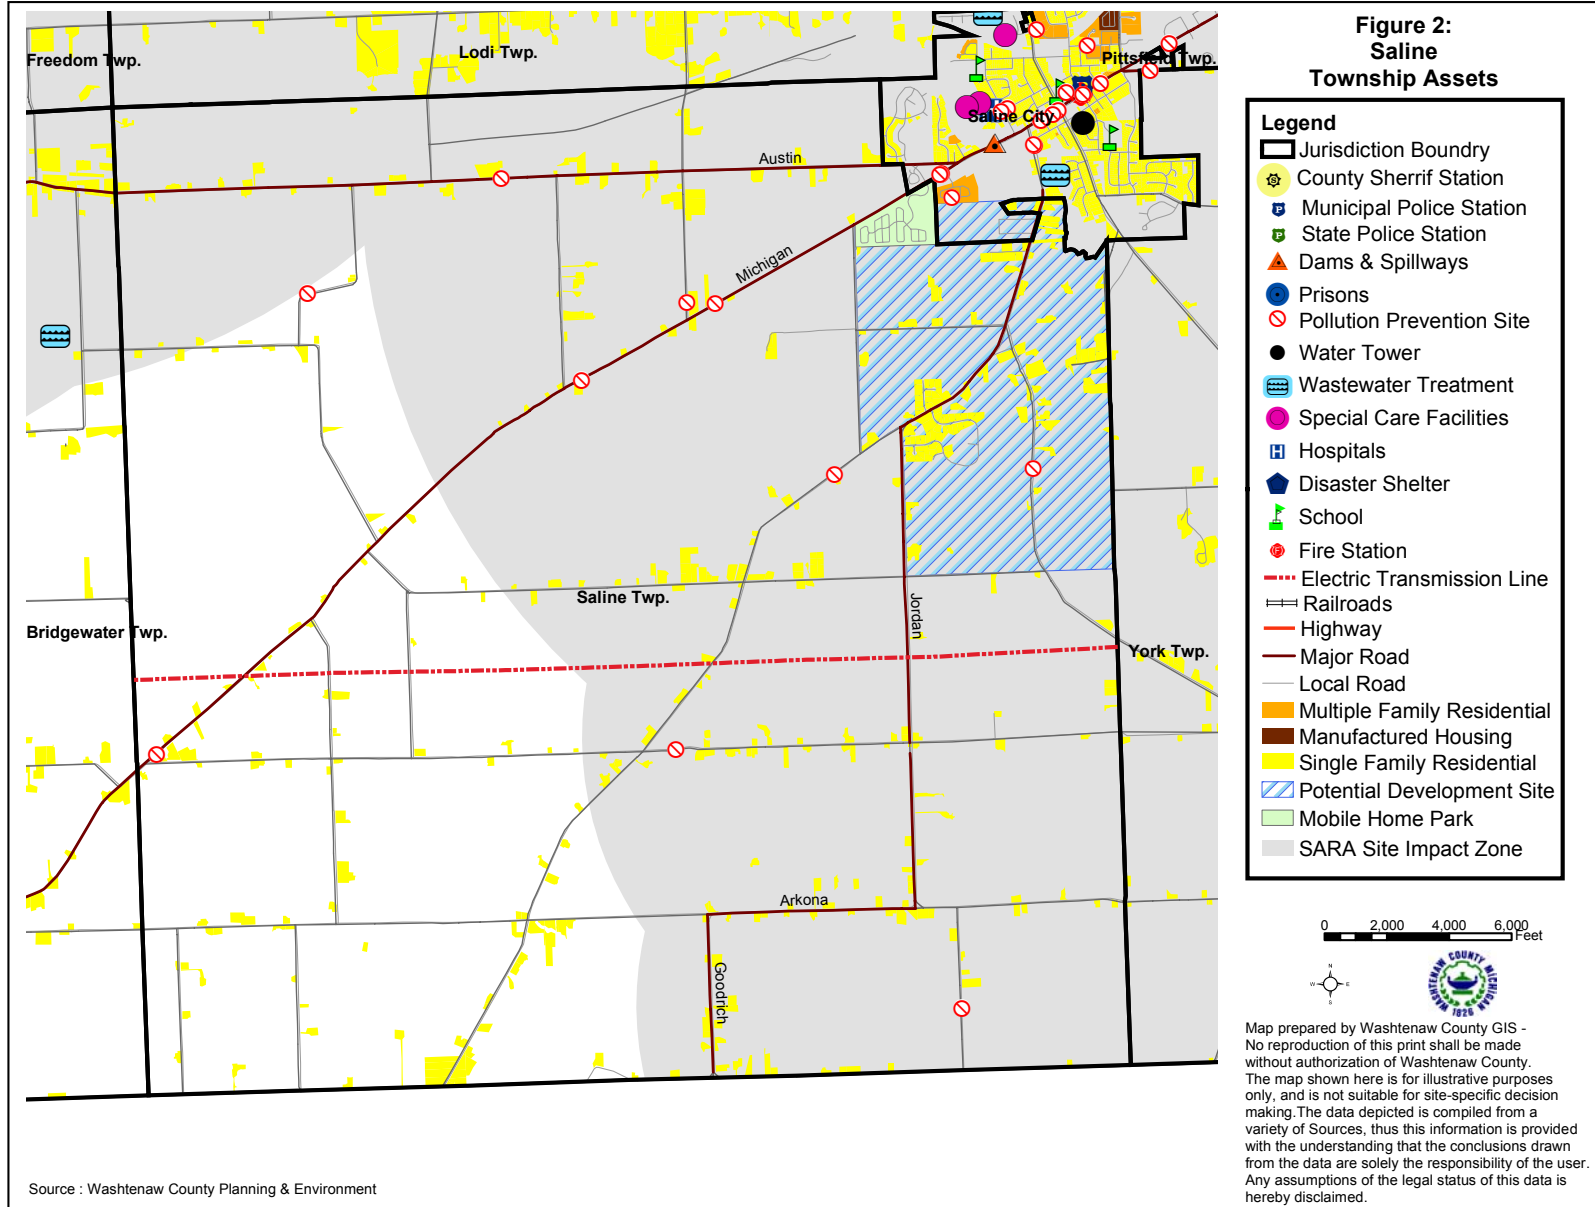 Figure 2:
Saline
Township Assets
Freedom Twp.
Lodi Twp.
Pittsfield Twp.
Saline City
Austin
Michigan
Saline Twp.
Jordan
Bridgewater Twp.
York Twp.
Arkona
Goodrich
Legend
Jurisdiction Boundry
S
County Sherrif Station
P
Municipal Police Station
P
State Police Station
Dams & Spillways
Prisons
Pollution Prevention Site
Water Tower
Wastewater Treatment
Special Care Facilities
H
Hospitals
Disaster Shelter
School
F
Fire Station
Electric Transmission Line
Railroads
Highway
Major Road
Local Road
Multiple Family Residential
Manufactured Housing
Single Family Residential
Potential Development Site
Mobile Home Park
SARA Site Impact Zone
0 2,000 4,000 6,000
Feet
N
W E
S
WASHTENAW COUNTY MICHIGAN
1826
Map prepared by Washtenaw County GIS -
No reproduction of this print shall be made
without authorization of Washtenaw County.
The map shown here is for illustrative purposes
only, and is not suitable for site-specific decision
making.The data depicted is compiled from a
variety of Sources, thus this information is provided
with the understanding that the conclusions drawn
from the data are solely the responsibility of the user.
Any assumptions of the legal status of this data is
hereby disclaimed.
Source : Washtenaw County Planning & Environment